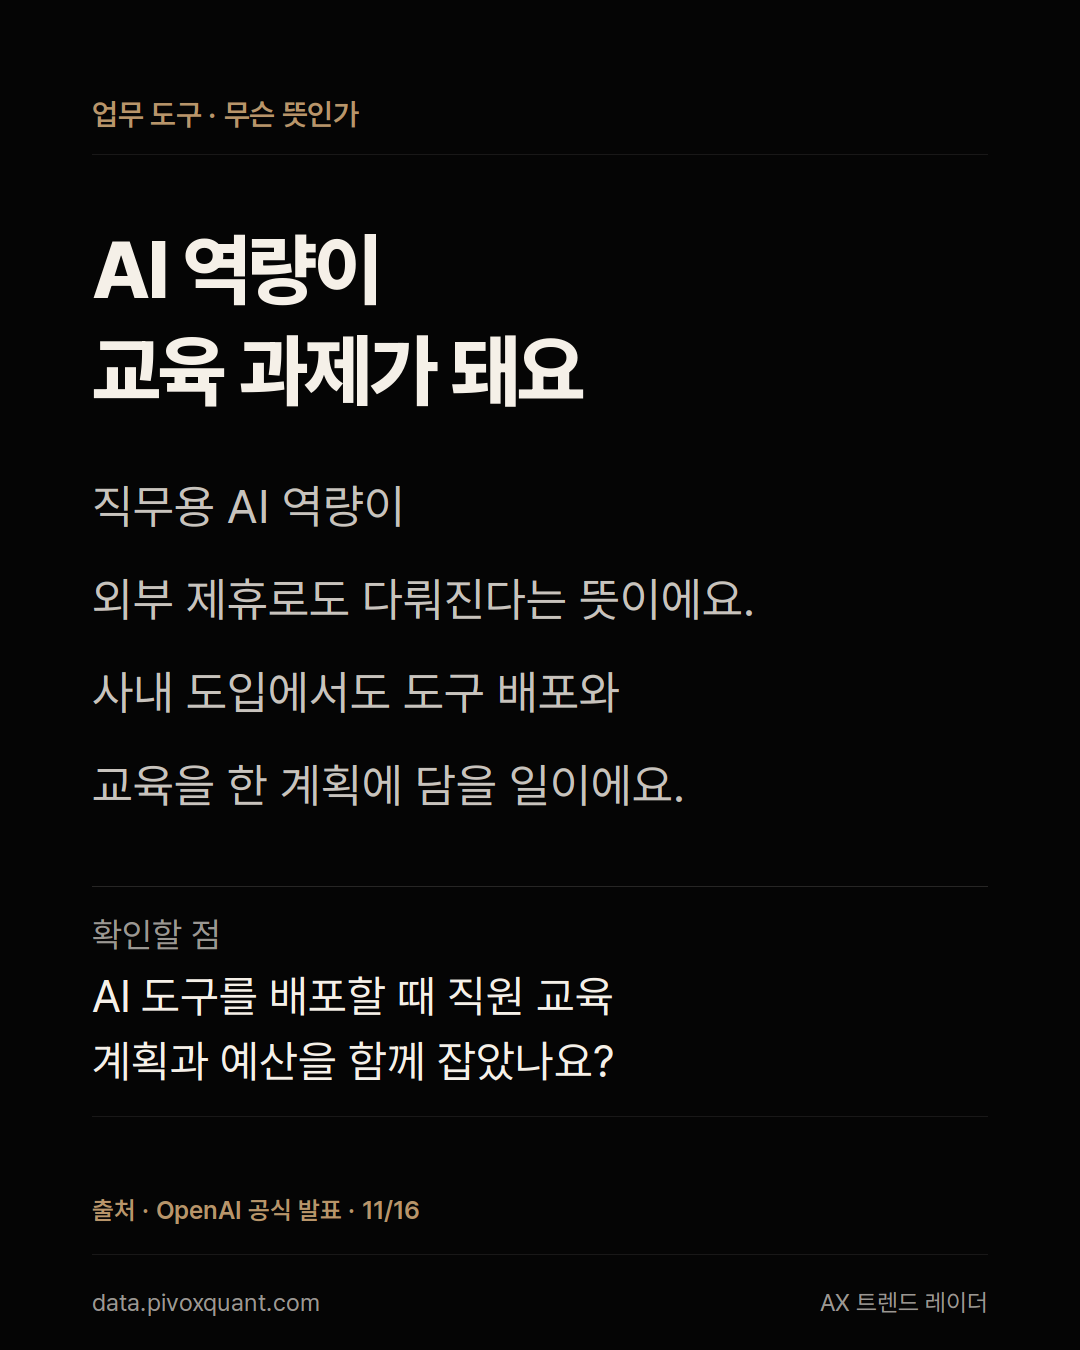 업무 도구 · 무슨 뜻인가
AI 역량이
교육 과제가 돼요
직무용 AI 역량이
외부 제휴로도 다뤄진다는 뜻이에요.
사내 도입에서도 도구 배포와
교육을 한 계획에 담을 일이에요.
확인할 점
AI 도구를 배포할 때 직원 교육
계획과 예산을 함께 잡았나요?
출처 · OpenAI 공식 발표 · 11/16
data.pivoxquant.com
AX 트렌드 레이더